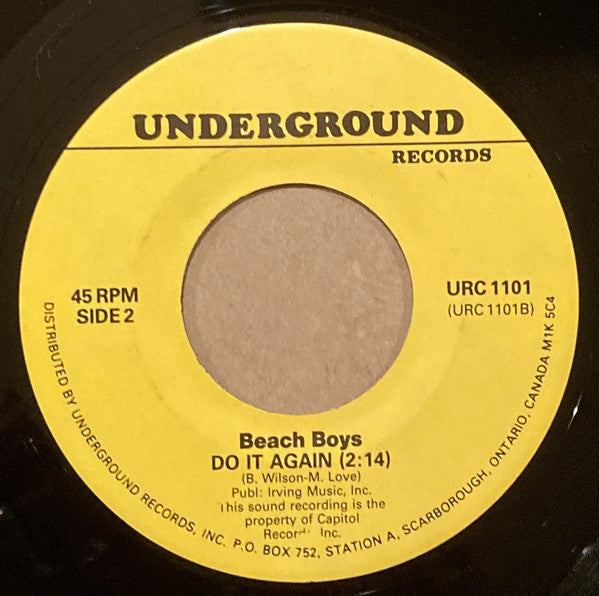 UNDERGROUND
RECORDS
45 RPM
SIDE 2
URC 1101
(URC 1101B)
Beach Boys
DO IT AGAIN (2:14)
(B. Wilson-M. Love)
Publ: Irving Music, Inc.
This sound recording is the
property of Capitol
Inc.
DISTRIBUTED BY UNDERGROUND RECORDS, INC. P.O. BOX 752, STATION A, SCARBOROUGH, ONTARIO, CANADA M1K 5C4